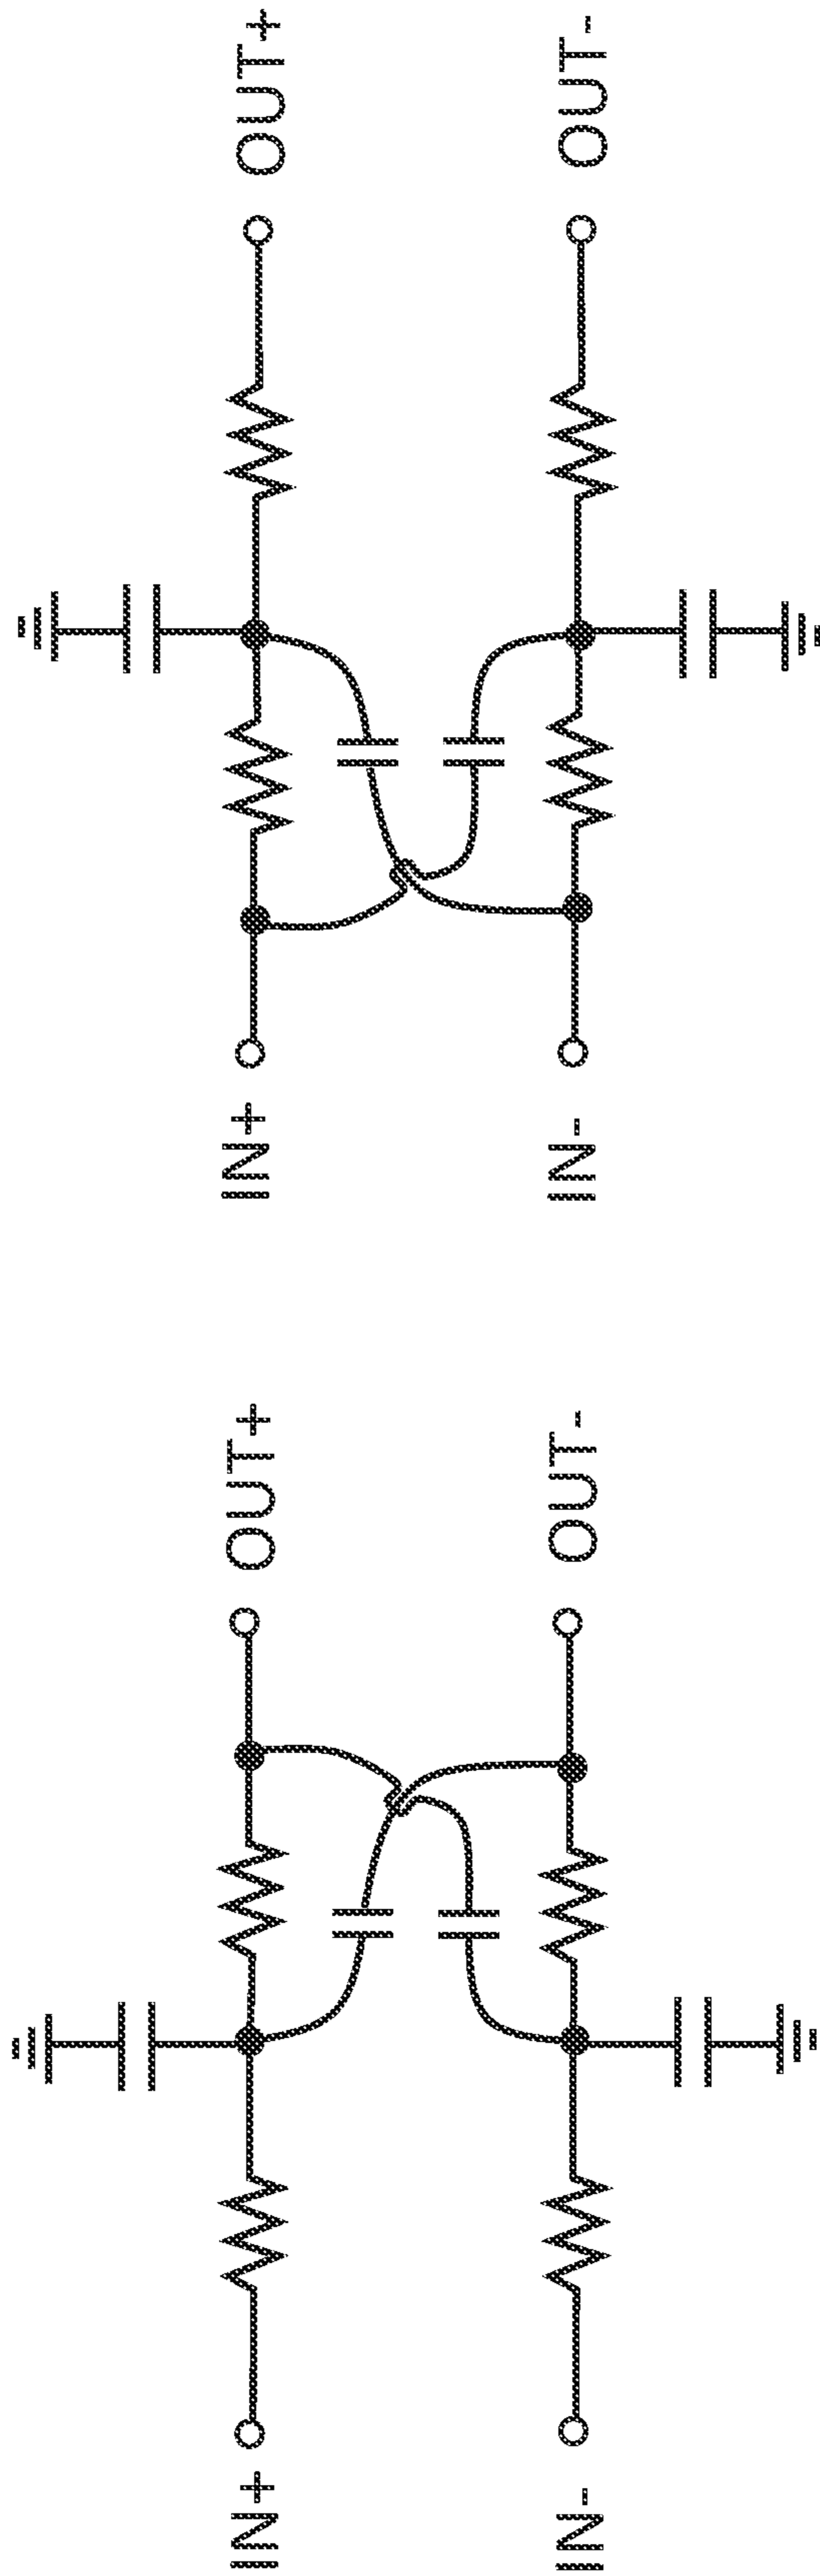 IN+
OUT+
IN-
OUT-
IN+
OUT+
IN-
OUT-